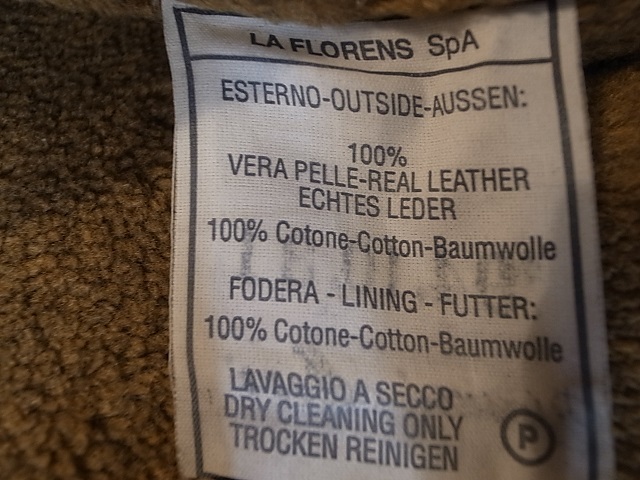 LA FLORENS SpA
ESTERNO-OUTSIDE-AUSSEN:
100%
VERA PELLE-REAL LEATHER
ECHTES LEDER
100% Cotone-Cotton-Baumwolle
FODERA - LINING - FUTTER:
100% Cotone-Cotton-Baumwolle
LAVAGGIO A SECCO
DRY CLEANING ONLY
TROCKEN REINIGEN
P